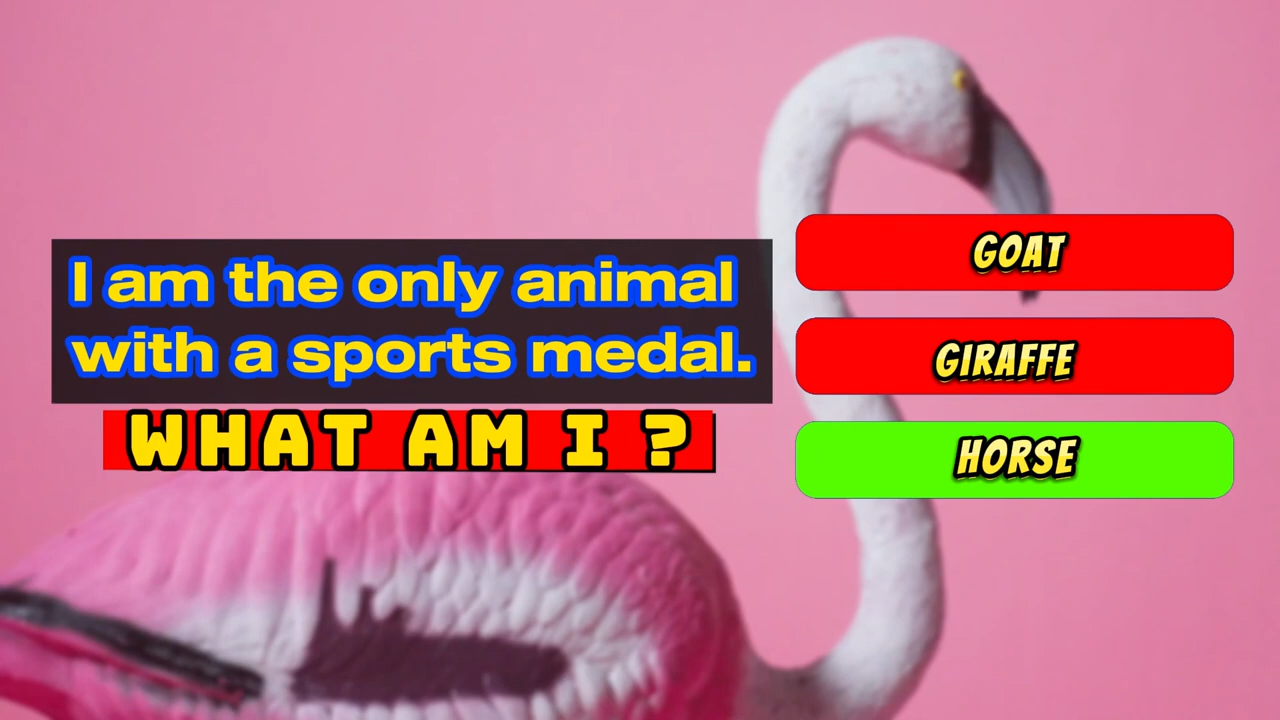 I am the only animal
with a sports medal.
WHAT AM I ?
GOAT
GIRAFFE
HORSE